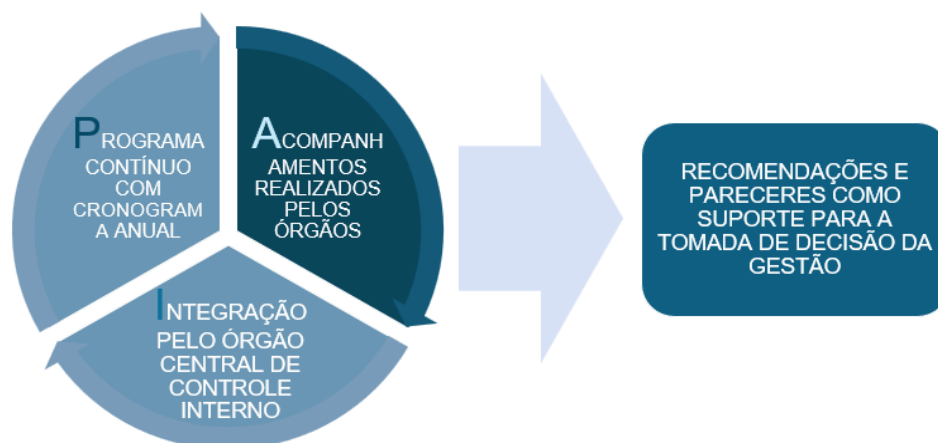 PROGRAMA
CONTÍNUO
COM
CRONOGRAM
A ANUAL
ACOMPANH
AMENTOS
REALIZADOS
PELOS
ÓRGÃOS
INTEGRAÇÃO
PELO ÓRGÃO
CENTRAL DE
CONTROLE
INTERNO
RECOMENDAÇÕES E
PARECERES COMO
SUPORTE PARA A
TOMADA DE DECISÃO DA
GESTÃO